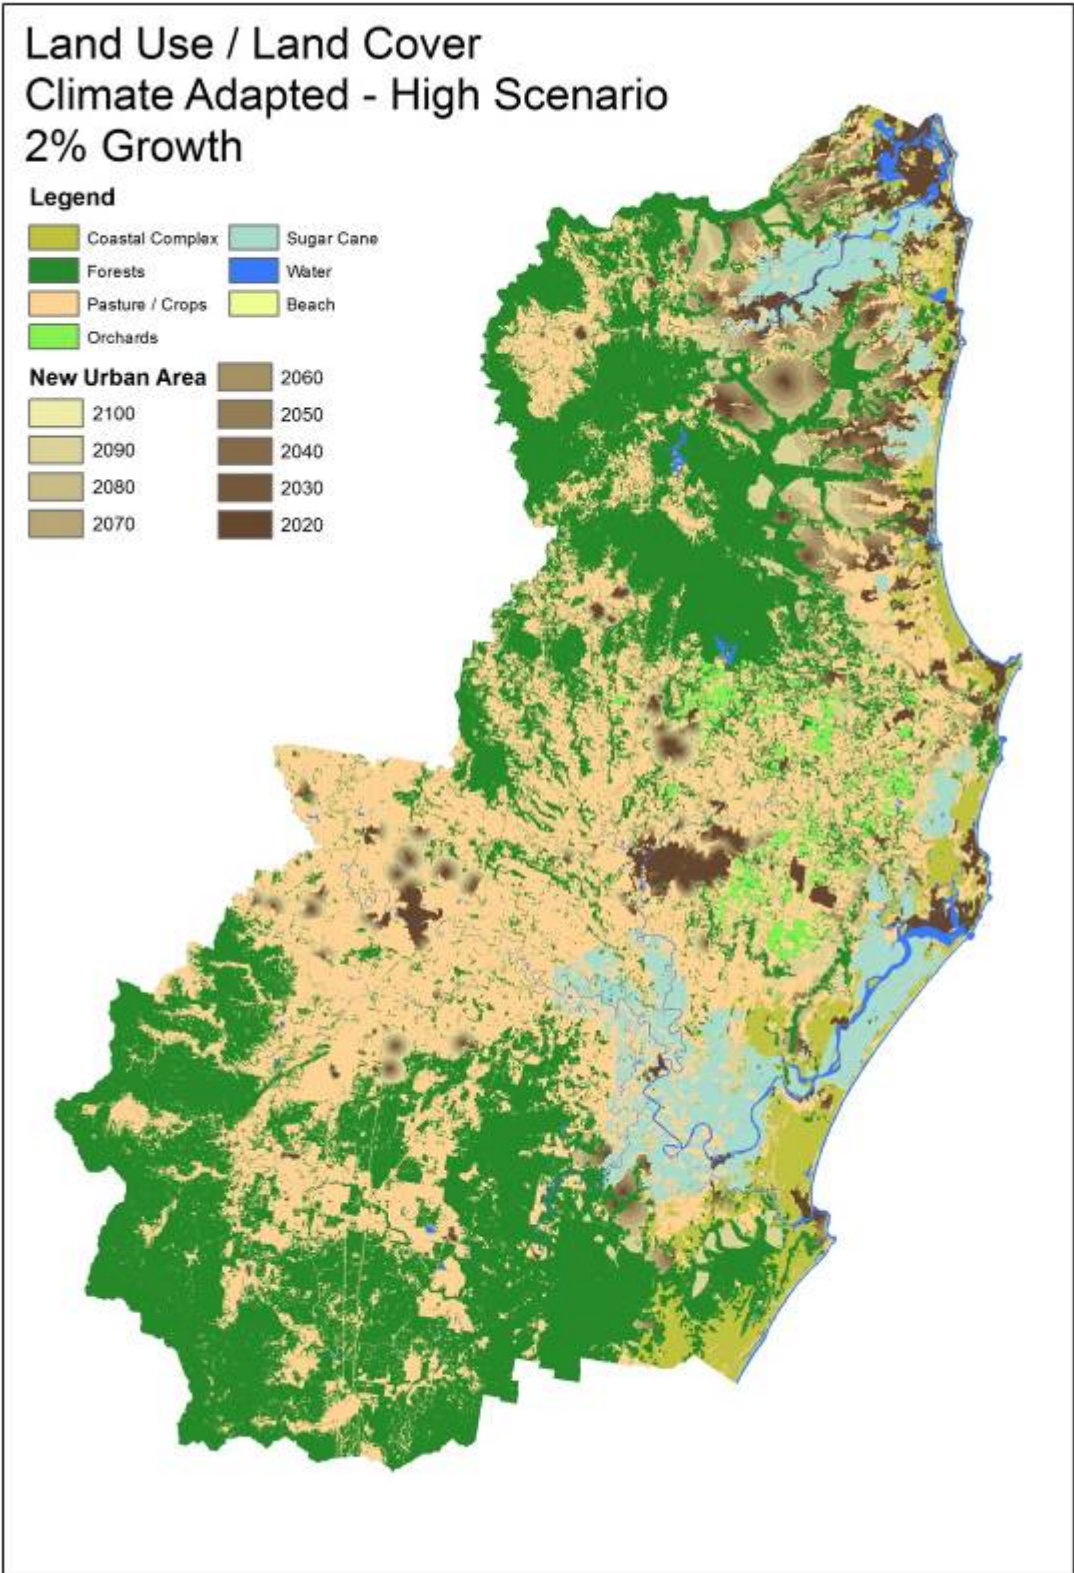 Land Use / Land Cover
Climate Adapted - High Scenario
2% Growth
Legend
Coastal Complex
Forests
Pasture / Crops
Orchards
Sugar Cane
Water
Beach
New Urban Area
2100
2090
2080
2070
2060
2050
2040
2030
2020